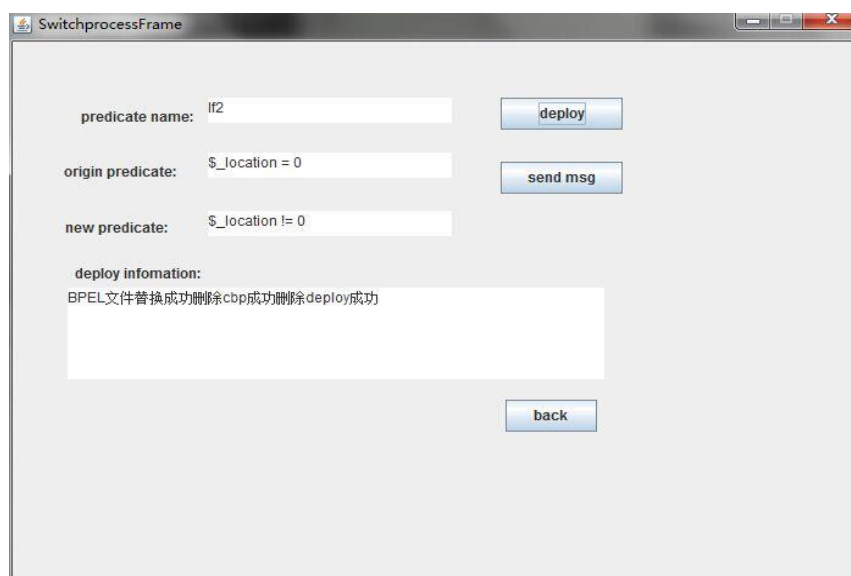 SwitchprocessFrame
predicate name: If2
deploy
origin predicate: $_location = 0
send msg
new predicate: $_location != 0
deploy infomation:
BPEL文件替换成功删除cbp成功删除deploy成功
back